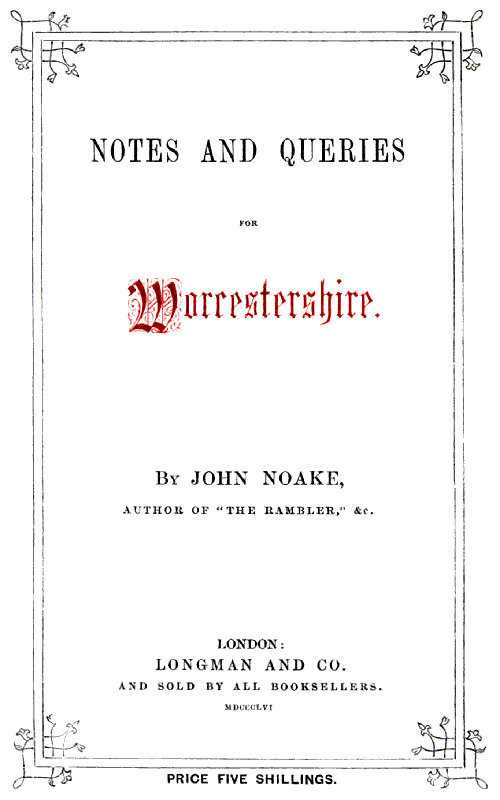 NOTES AND QUERIES
FOR
Worcestershire.
By JOHN NOAKE,
AUTHOR OF "THE RAMBLER," &c.
LONDON:
LONGMAN AND CO.
AND SOLD BY ALL BOOKSELLERS.
MDCCCLVI
PRICE FIVE SHILLINGS.